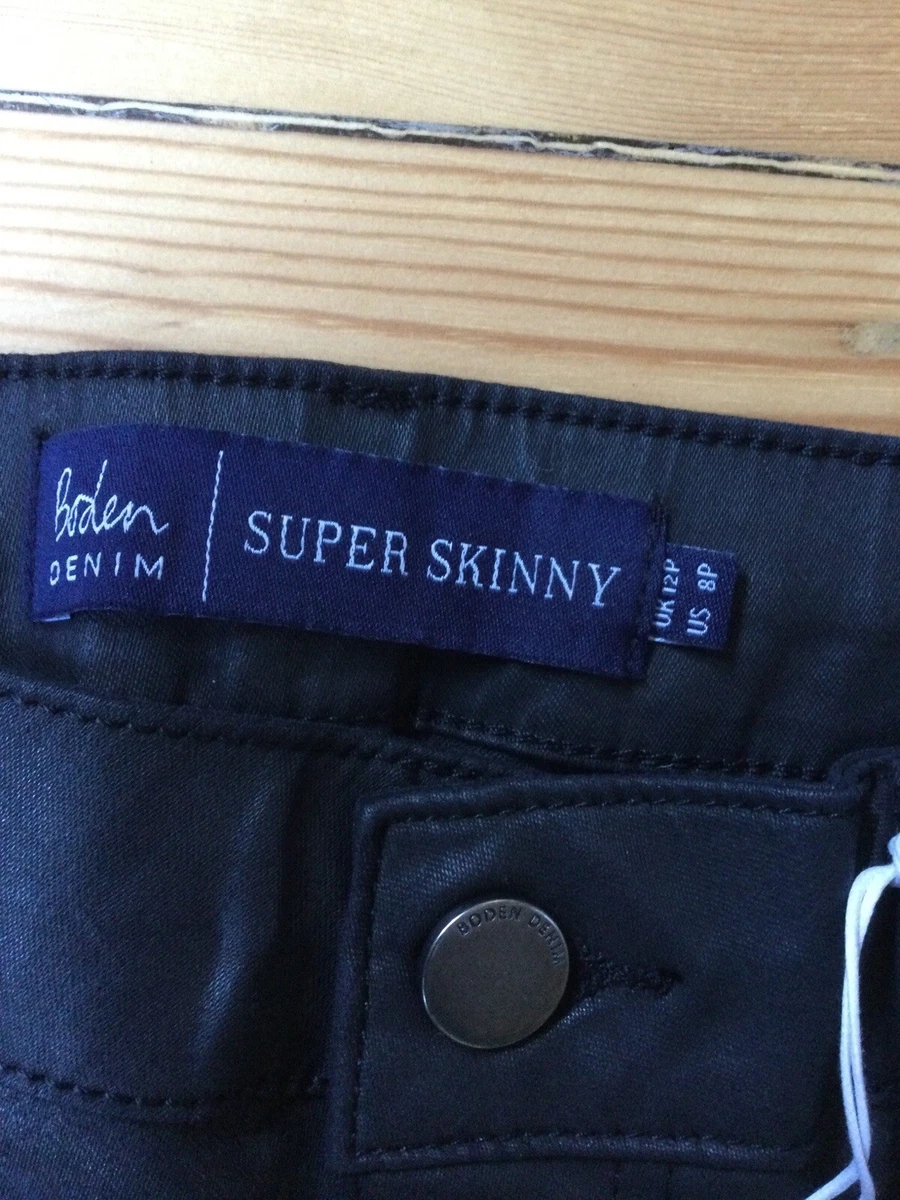 Boden
DENIM
SUPER SKINNY
UK 12P
US 8P
BODEN DENIM